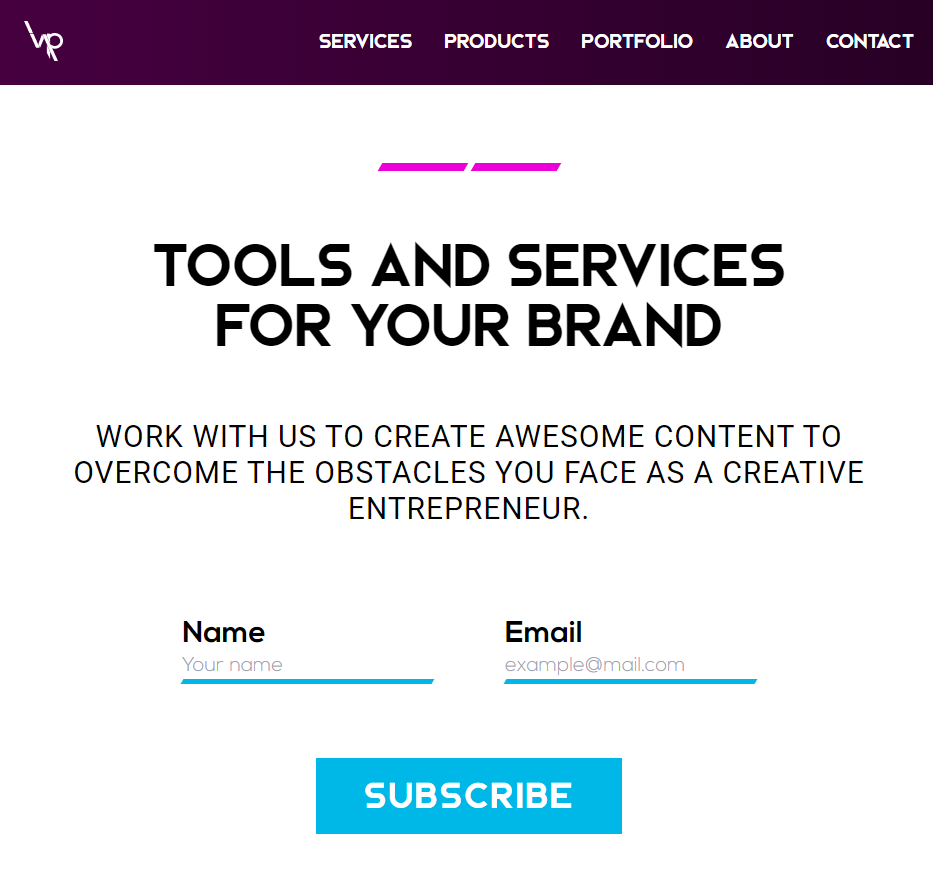 SERVICES PRODUCTS PORTFOLIO ABOUT CONTACT
TOOLS AND SERVICES
FOR YOUR BRAND
WORK WITH US TO CREATE AWESOME CONTENT TO
OVERCOME THE OBSTACLES YOU FACE AS A CREATIVE
ENTREPRENEUR.
Name Email
Your name example@mail.com
SUBSCRIBE